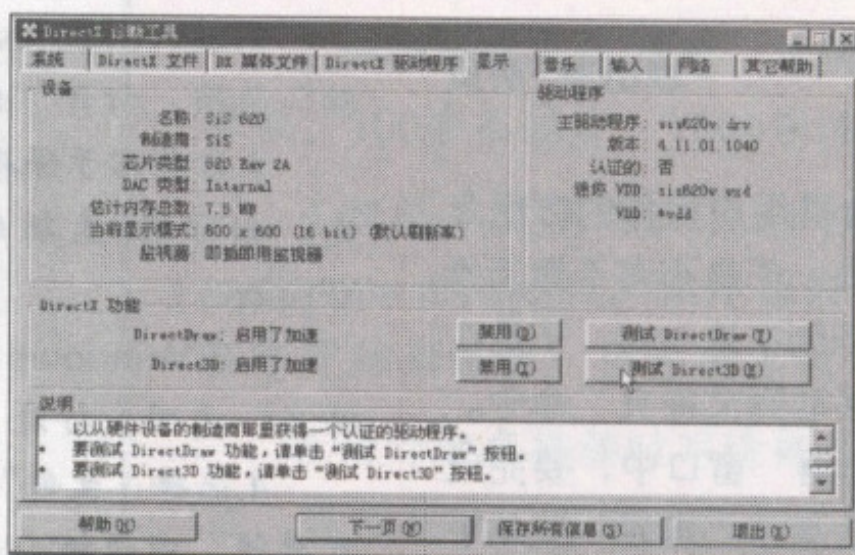 DirectX 诊断工具
系统 DirectX 文件 DX 媒体文件 DirectX 驱动程序 显示 音乐 输入 网络 其它帮助
设备
名称: SiS 620
制造商: SiS
芯片类型: 620 Rev 2A
DAC 类型: Internal
估计内存总数: 7.5 MB
当前显示模式: 800 x 600 (16 bit) (默认刷新率)
监视器: 即插即用监视器
驱动程序
主驱动程序: sis620v.drv
版本: 4.11.01.1040
认证的: 否
迷你 VDD: sis620v.vxd
VDD: *vdd
DirectX 功能
DirectDraw: 启用了加速 禁用(D) 测试 DirectDraw(T)
Direct3D: 启用了加速 禁用(I) 测试 Direct3D
说明
以从硬件设备的制造商那里获得一个认证的驱动程序。
• 要测试 DirectDraw 功能，请单击“测试 DirectDraw”按钮。
• 要测试 Direct3D 功能，请单击“测试 Direct3D”按钮。
帮助(H) 下一页(N) 保存所有信息(S) 退出(X)